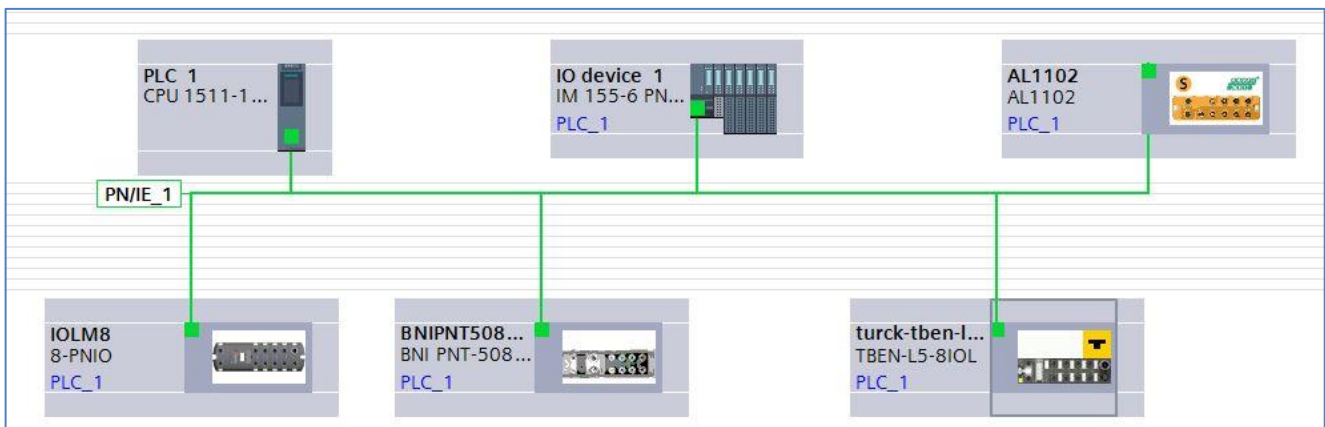 PLC_1
CPU 1511-1...
IO device_1
IM 155-6 PN...
PLC_1
AL1102
AL1102
PLC_1
PN/IE_1
IOLM8
8-PNIO
PLC_1
BNIPNT508...
BNI PNT-508...
PLC_1
turck-tben-l...
TBEN-L5-8IOL
PLC_1